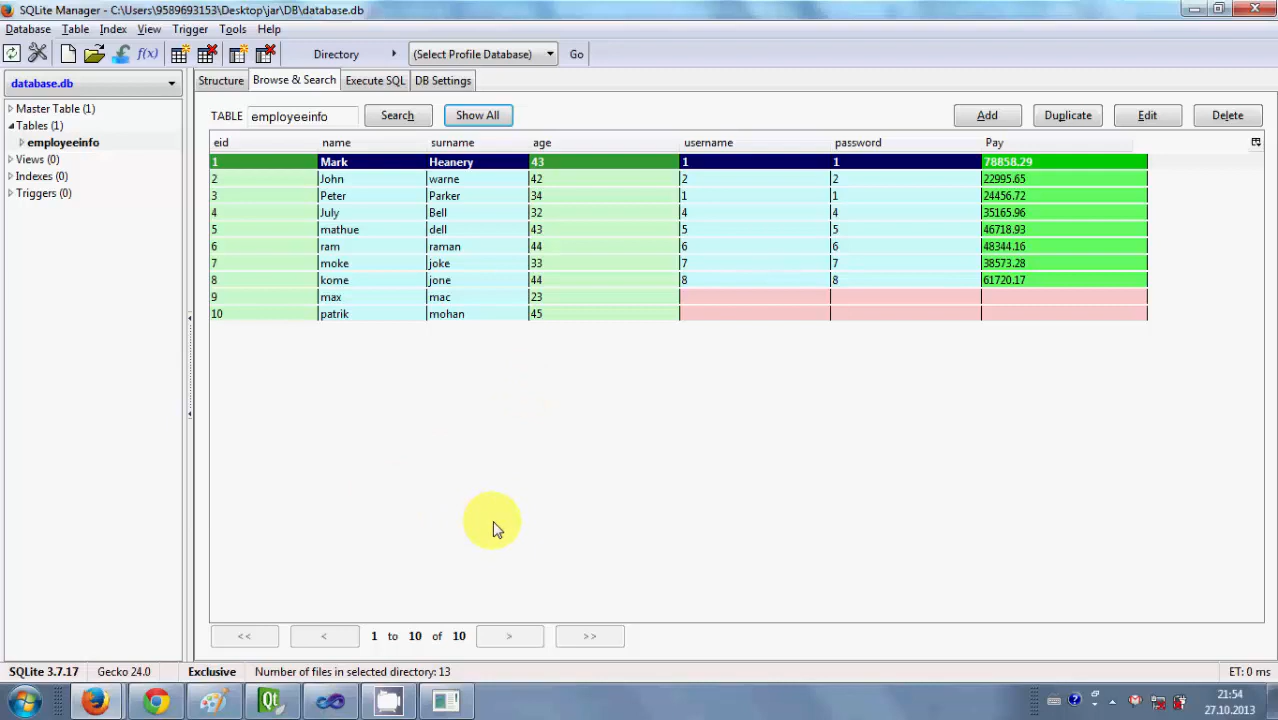 SQLite Manager - C:\Users\9589693153\Desktop\jar\DB\database.db
Database Table Index View Trigger Tools Help
f(x) Directory (Select Profile Database) Go
database.db
Structure Browse & Search Execute SQL DB Settings
Master Table (1)
Tables (1)
employeeinfo
Views (0)
Indexes (0)
Triggers (0)
TABLE employeeinfo Search Show All Add Duplicate Edit Delete
eid name surname age username password Pay
1 Mark Heanery 43 1 1 78858.29
2 John warne 42 2 2 22995.65
3 Peter Parker 34 1 1 24456.72
4 July Bell 32 4 4 35165.96
5 mathue dell 43 5 5 46718.93
6 ram raman 44 6 6 48344.16
7 moke joke 33 7 7 38573.28
8 kome jone 44 8 8 61720.17
9 max mac 23
10 patrik mohan 45
<< < 1 to 10 of 10 > >>
SQLite 3.7.17 Gecko 24.0 Exclusive Number of files in selected directory: 13 ET: 0 ms
Qt 21:54
27.10.2013